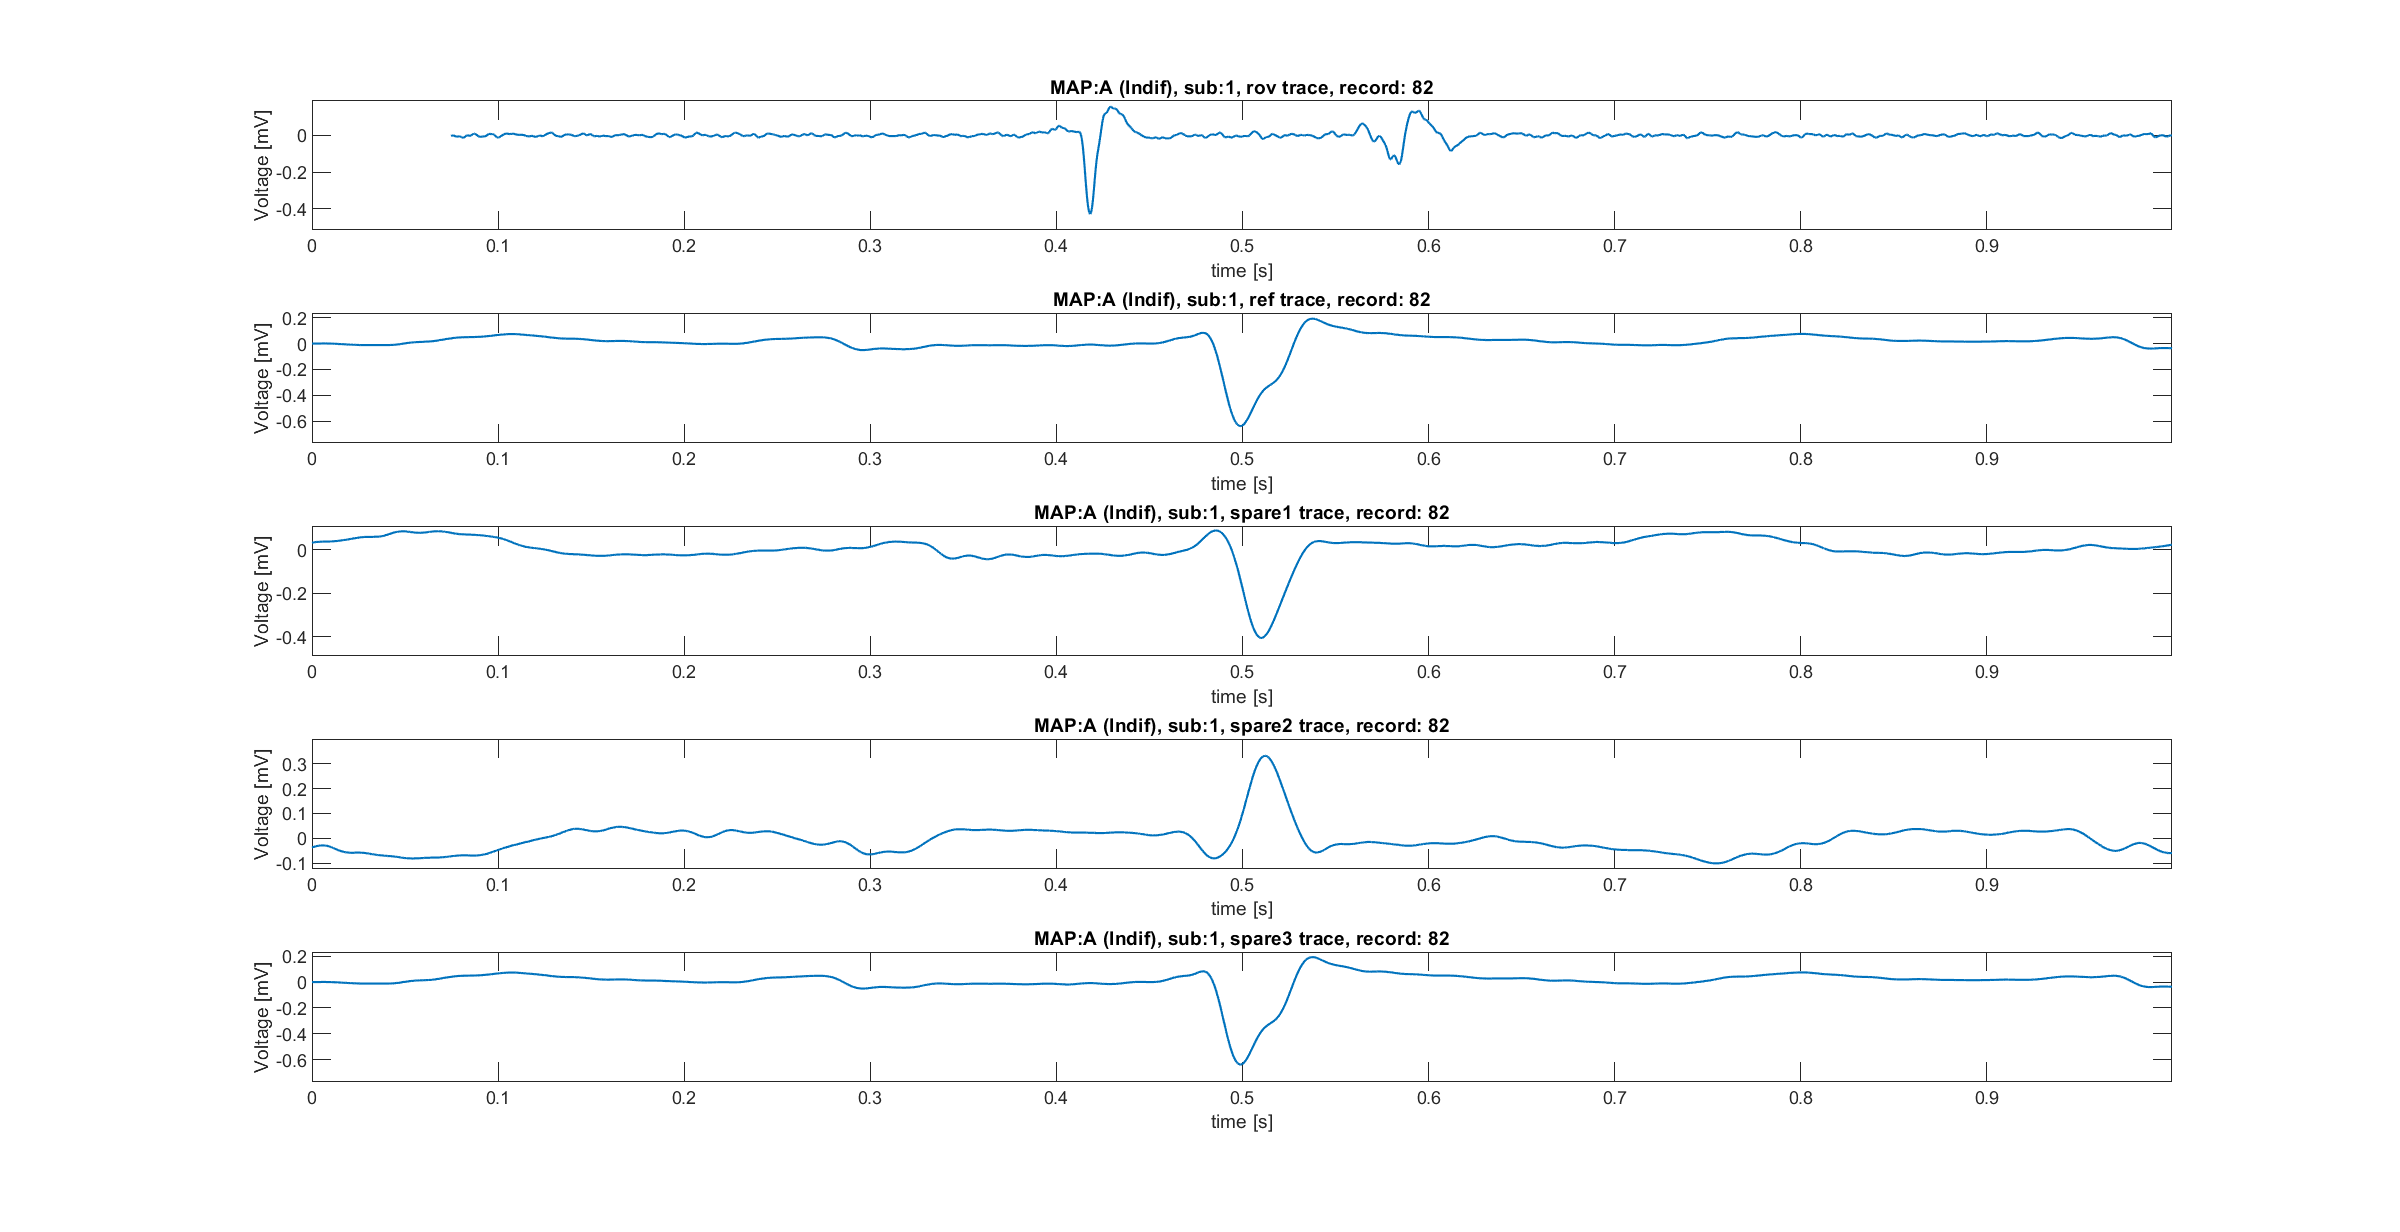 MAP:A (Indif), sub:1, rov trace, record: 82
Voltage [mV]
0
-0.2
-0.4
0 0.1 0.2 0.3 0.4 0.5 0.6 0.7 0.8 0.9
time [s]
MAP:A (Indif), sub:1, ref trace, record: 82
Voltage [mV]
0.2
0
-0.2
-0.4
-0.6
0 0.1 0.2 0.3 0.4 0.5 0.6 0.7 0.8 0.9
time [s]
MAP:A (Indif), sub:1, spare1 trace, record: 82
Voltage [mV]
0
-0.2
-0.4
0 0.1 0.2 0.3 0.4 0.5 0.6 0.7 0.8 0.9
time [s]
MAP:A (Indif), sub:1, spare2 trace, record: 82
Voltage [mV]
0.3
0.2
0.1
0
-0.1
0 0.1 0.2 0.3 0.4 0.5 0.6 0.7 0.8 0.9
time [s]
MAP:A (Indif), sub:1, spare3 trace, record: 82
Voltage [mV]
0.2
0
-0.2
-0.4
-0.6
0 0.1 0.2 0.3 0.4 0.5 0.6 0.7 0.8 0.9
time [s]